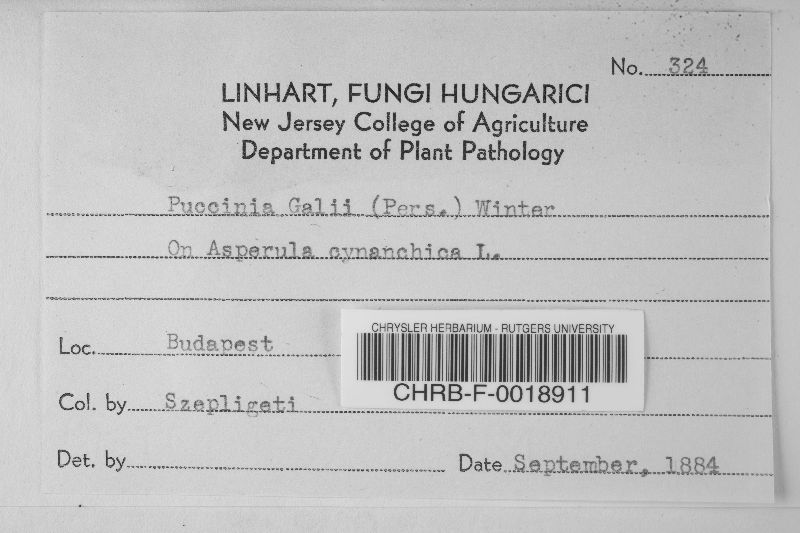 No. 324
LINHART, FUNGI HUNGARICI
New Jersey College of Agriculture
Department of Plant Pathology
Puccinia Galii (Pers.) Winter
On Asperula cynanchica L.
Loc. Budapest
CHRYSLER HERBARIUM - RUTGERS UNIVERSITY
CHRB-F-0018911
Col. by Szepligeti
Det. by
Date September, 1884